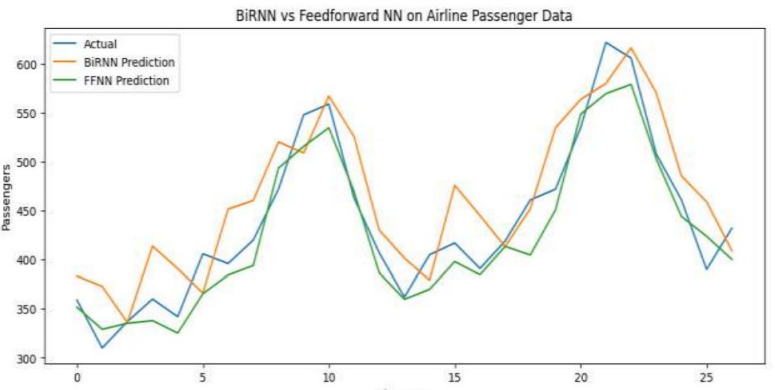 BiRNN vs Feedforward NN on Airline Passenger Data
Actual
BiRNN Prediction
FFNN Prediction
Passengers
600
550
500
450
400
350
300
0
5
10
15
20
25